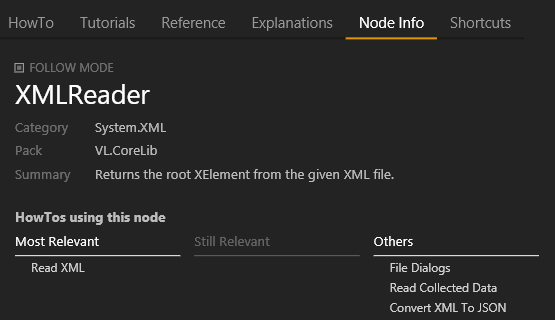 HowTo Tutorials Reference Explanations Node Info Shortcuts
FOLLOW MODE
XMLReader
Category System.XML
Pack VL.CoreLib
Summary Returns the root XElement from the given XML file.
HowTos using this node
Most Relevant Still Relevant Others
Read XML File Dialogs
Read Collected Data
Convert XML To JSON